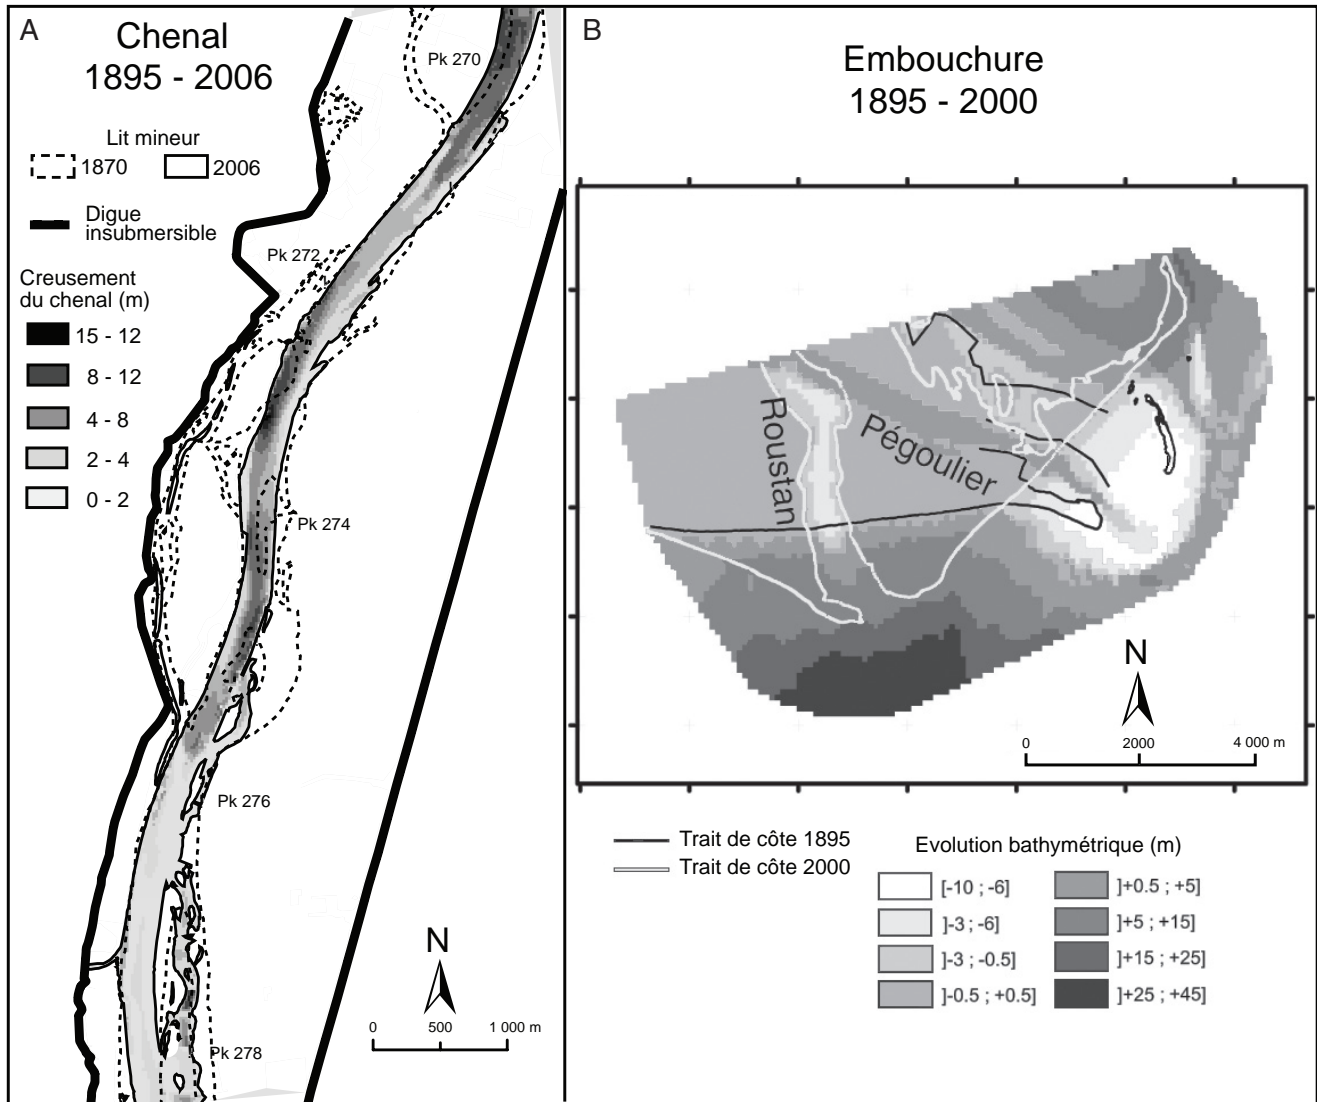 A
Chenal
1895 - 2006
Lit mineur
1870
2006
Digue
insubmersible
Creusement
du chenal (m)
15 - 12
8 - 12
4 - 8
2 - 4
0 - 2
Pk 270
Pk 272
Pk 274
Pk 276
Pk 278
N
0 500 1 000 m
B
Embouchure
1895 - 2000
Roustan
Pégoulier
N
0 2000 4 000 m
Trait de côte 1895
Trait de côte 2000
Evolution bathymétrique (m)
[-10 ; -6]
]-3 ; -6]
]-3 ; -0.5]
]-0.5 ; +0.5]
]+0.5 ; +5]
]+5 ; +15]
]+15 ; +25]
]+25 ; +45]